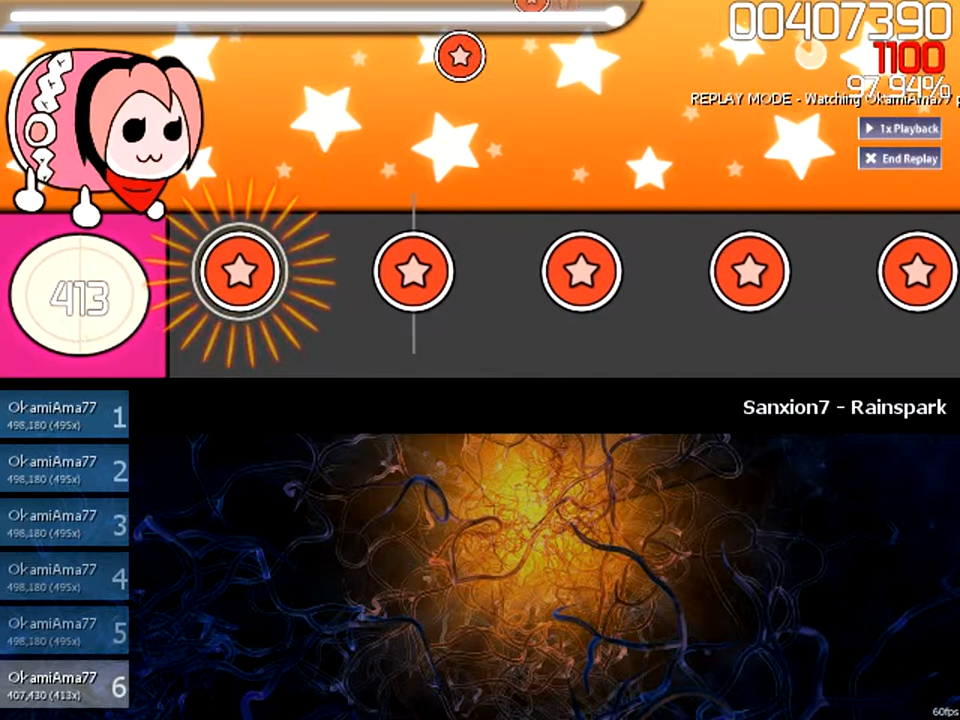 00407390
1100
97.94%
REPLAY MODE - Watching OkamiAma77 p
1x Playback
End Replay
413
Sanxion7 - Rainspark
OkamiAma77
498,180 (495x)
1
OkamiAma77
498,180 (495x)
2
OkamiAma77
498,180 (495x)
3
OkamiAma77
498,180 (495x)
4
OkamiAma77
498,180 (495x)
5
OkamiAma77
407,430 (413x)
6
60fps